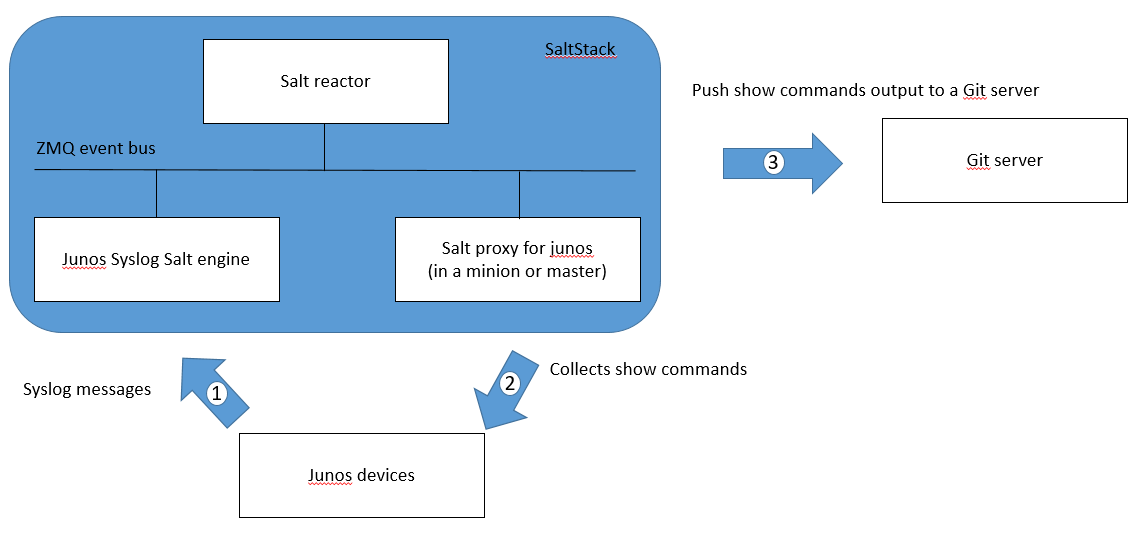 SaltStack
Salt reactor
Push show commands output to a Git server
ZMQ event bus
3
Git server
Junos Syslog Salt engine
Salt proxy for junos
(in a minion or master)
Syslog messages
1
2
Collects show commands
Junos devices